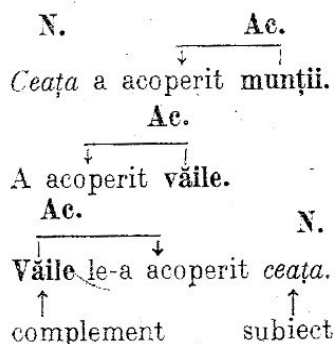 N. Ac.
Ceața a acoperit munții.
Ac.
A acoperit văile.
Ac. N.
Văile le-a acoperit ceața.
complement subiect